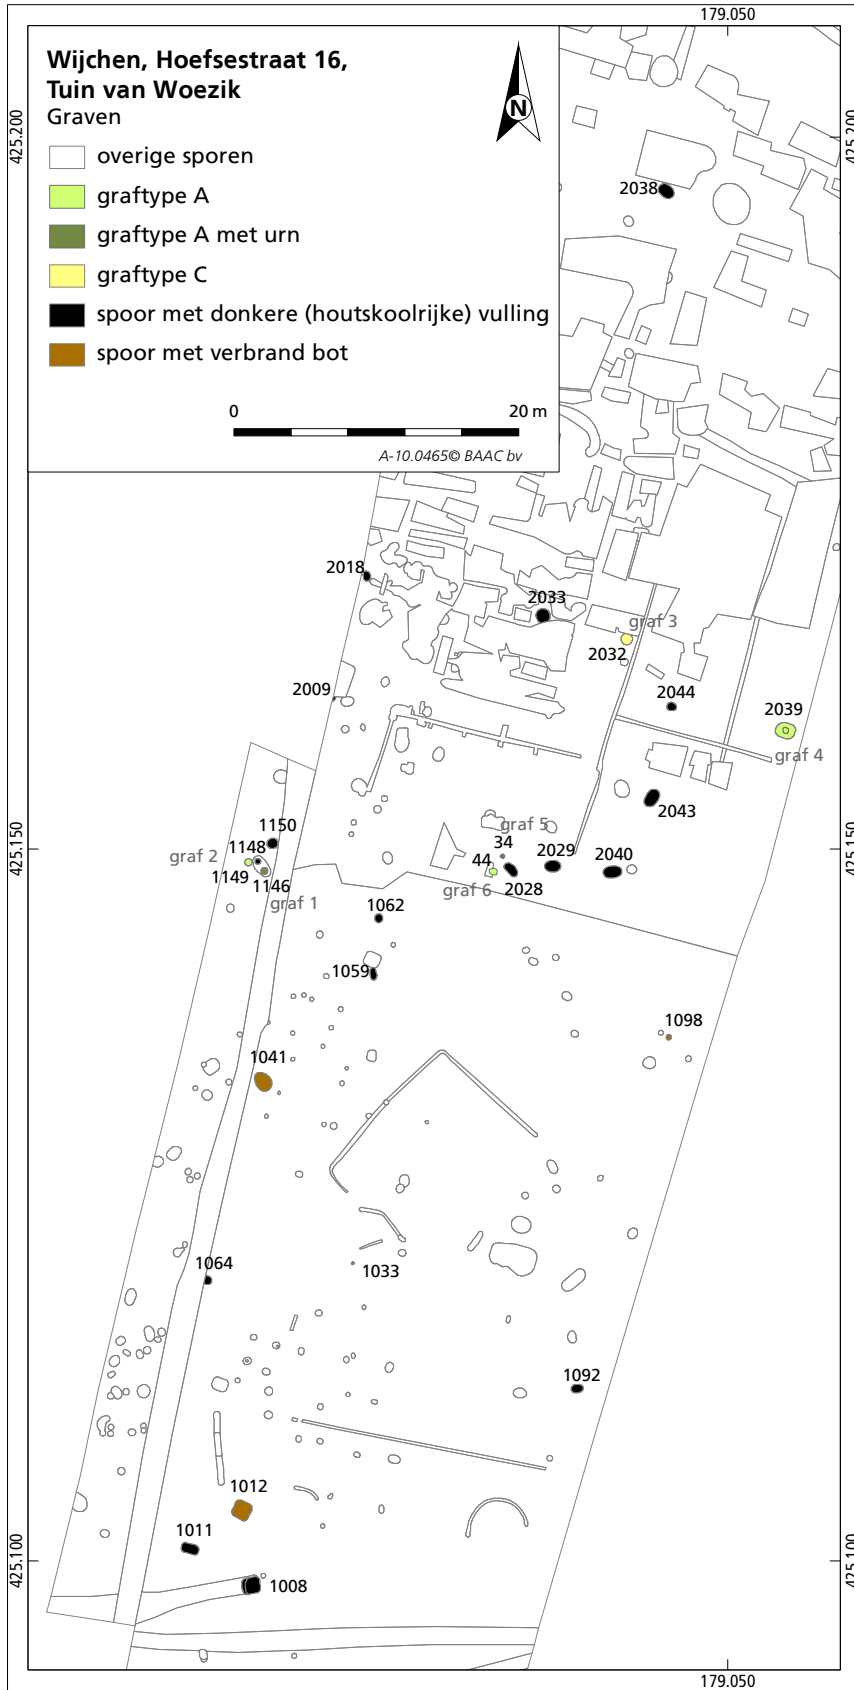 179.050
Wijchen, Hoefsestraat 16,
Tuin van Woezik
Graven
N
overige sporen
graftype A
graftype A met urn
graftype C
spoor met donkere (houtskoolrijke) vulling
spoor met verbrand bot
0 20 m
A-10.0465© BAAC bv
425.200
425.200
2038
2018
2033
graf 3
2032
2009
2044
2039
graf 4
2043
425.150
425.150
1150
graf 2
1148
1149
1146
graf 1
graf 5
34
44
2029
2040
graf 6
2028
1062
1059
1098
1041
1064
1033
1092
1012
1011
1008
425.100
425.100
179.050